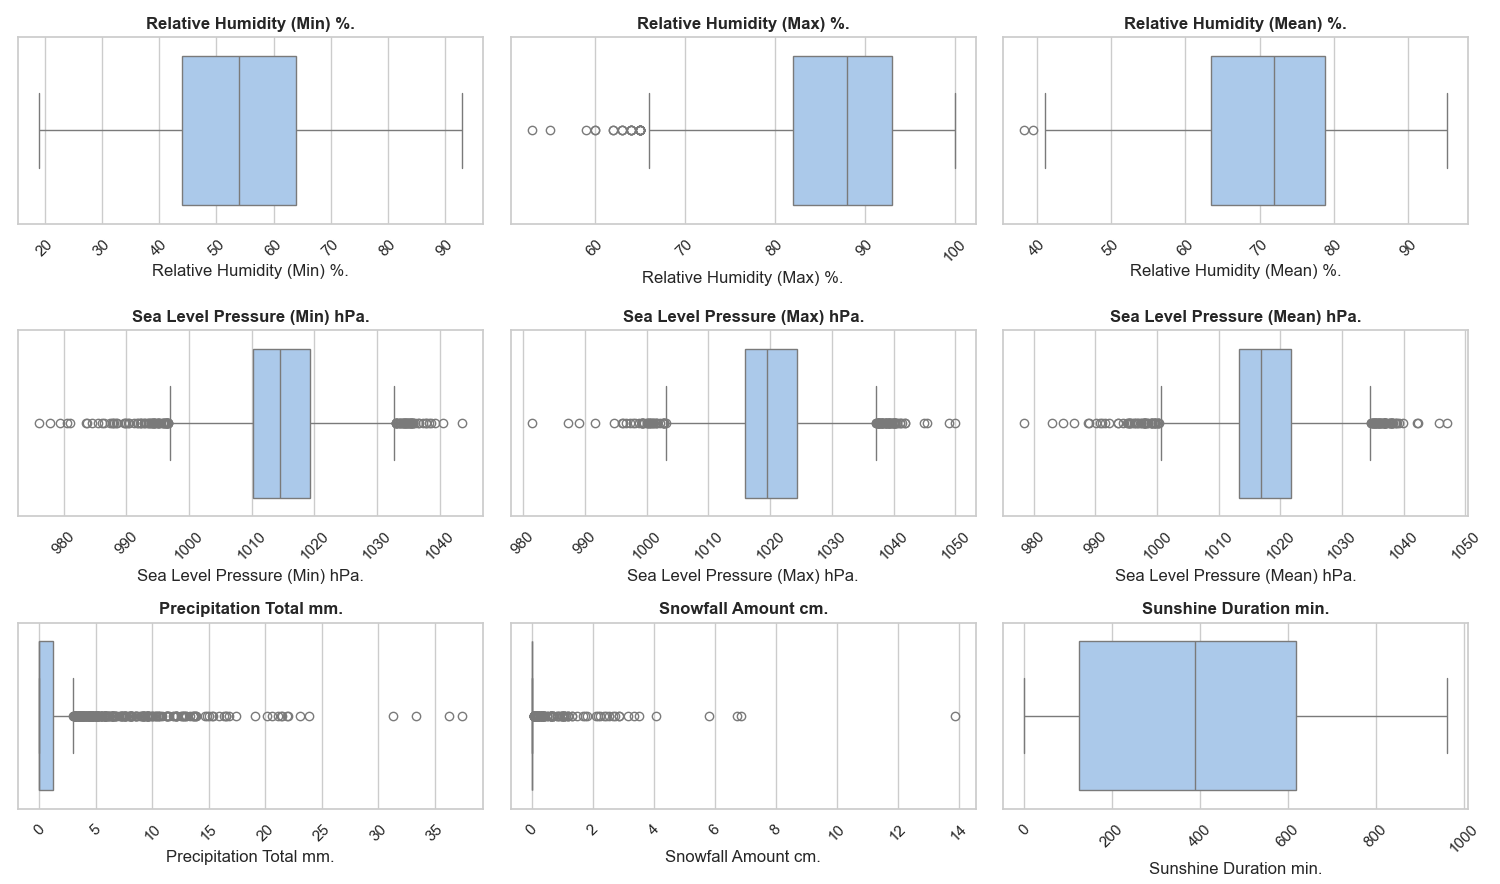 Relative Humidity (Min) %.
Relative Humidity (Max) %.
Relative Humidity (Mean) %.
20 30 40 50 60 70 80 90
60 70 80 90 100
40 50 60 70 80 90
Relative Humidity (Min) %.
Relative Humidity (Max) %.
Relative Humidity (Mean) %.
Sea Level Pressure (Min) hPa.
Sea Level Pressure (Max) hPa.
Sea Level Pressure (Mean) hPa.
980 990 1000 1010 1020 1030 1040
980 990 1000 1010 1020 1030 1040 1050
980 990 1000 1010 1020 1030 1040 1050
Sea Level Pressure (Min) hPa.
Sea Level Pressure (Max) hPa.
Sea Level Pressure (Mean) hPa.
Precipitation Total mm.
Snowfall Amount cm.
Sunshine Duration min.
0 5 10 15 20 25 30 35
0 2 4 6 8 10 12 14
0 200 400 600 800 1000
Precipitation Total mm.
Snowfall Amount cm.
Sunshine Duration min.